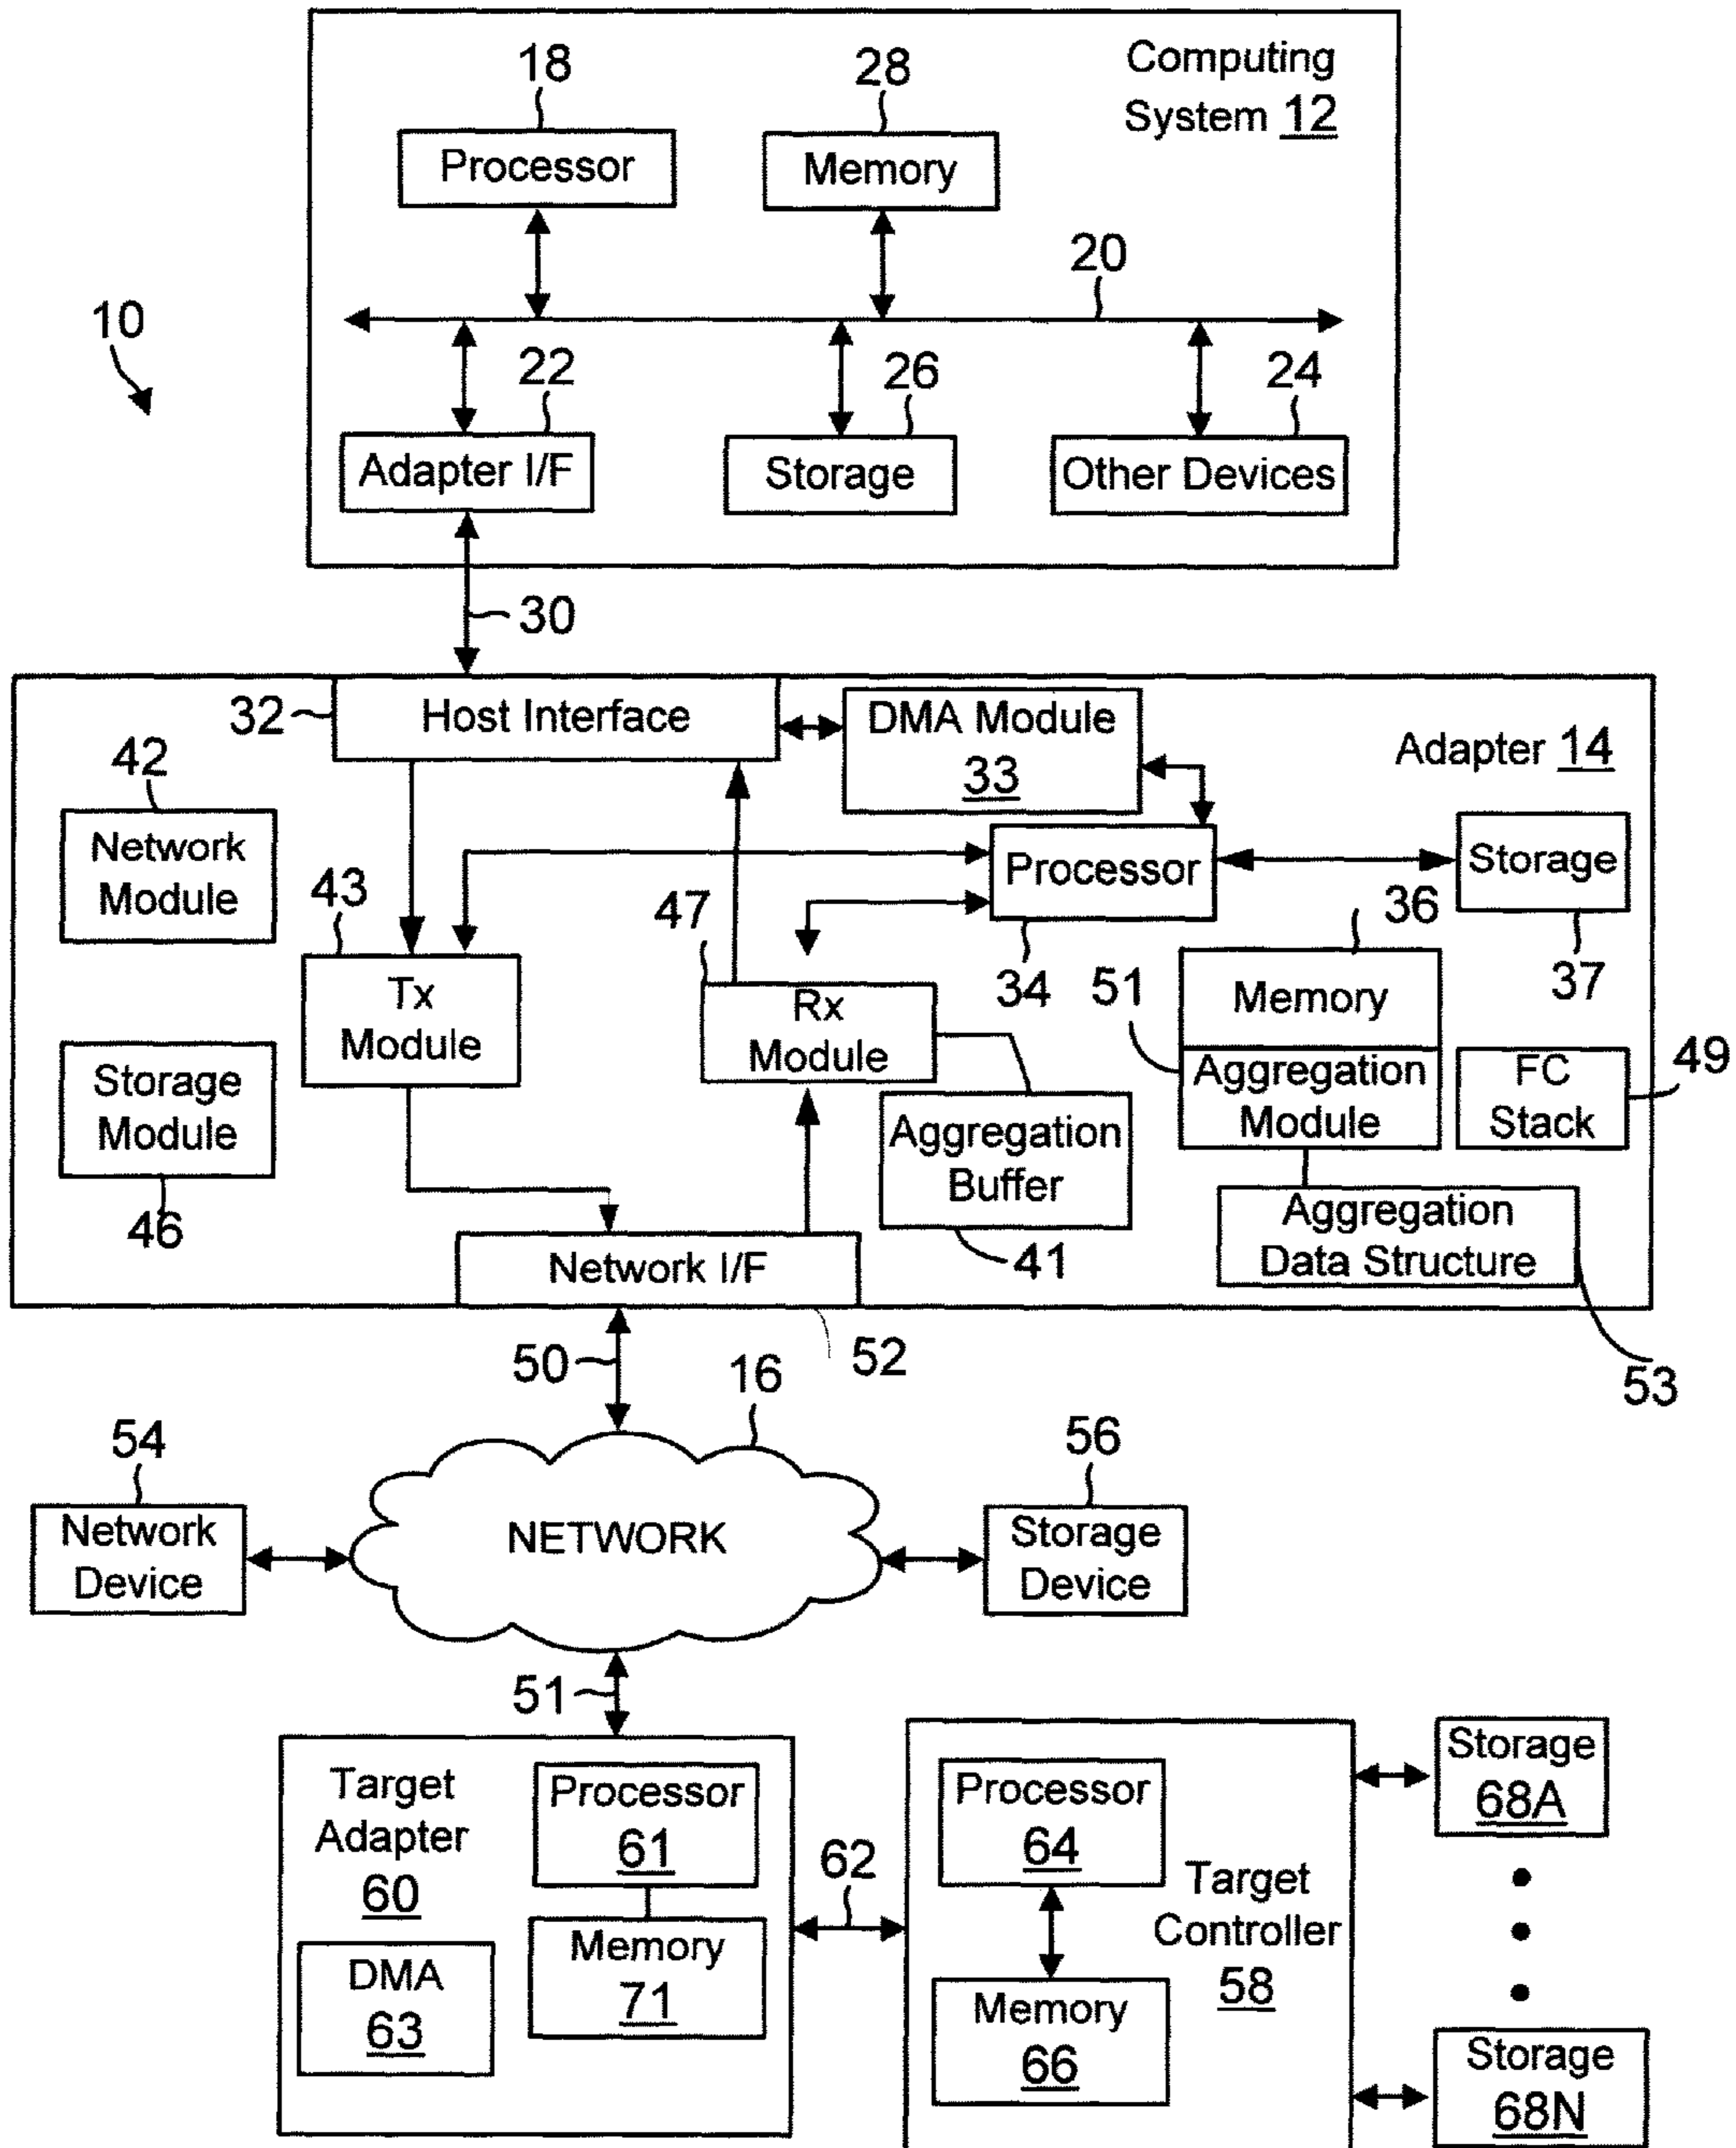 Computing
System 12
18
28
Processor
Memory
20
10
22
26
24
Adapter I/F
Storage
Other Devices
30
32
Host Interface
DMA Module
33
Adapter 14
42
Network
Module
43
47
Processor
Storage
36
34
37
Tx
Module
Rx
Module
51
Memory
Aggregation
Module
FC
Stack
49
Storage
Module
46
Aggregation
Buffer
41
Aggregation
Data Structure
53
Network I/F
50
52
16
54
56
Network
Device
NETWORK
Storage
Device
51
Target
Adapter
60
Processor
61
Memory
71
DMA
63
62
Processor
64
Target
Controller
58
Memory
66
Storage
68A
Storage
68N